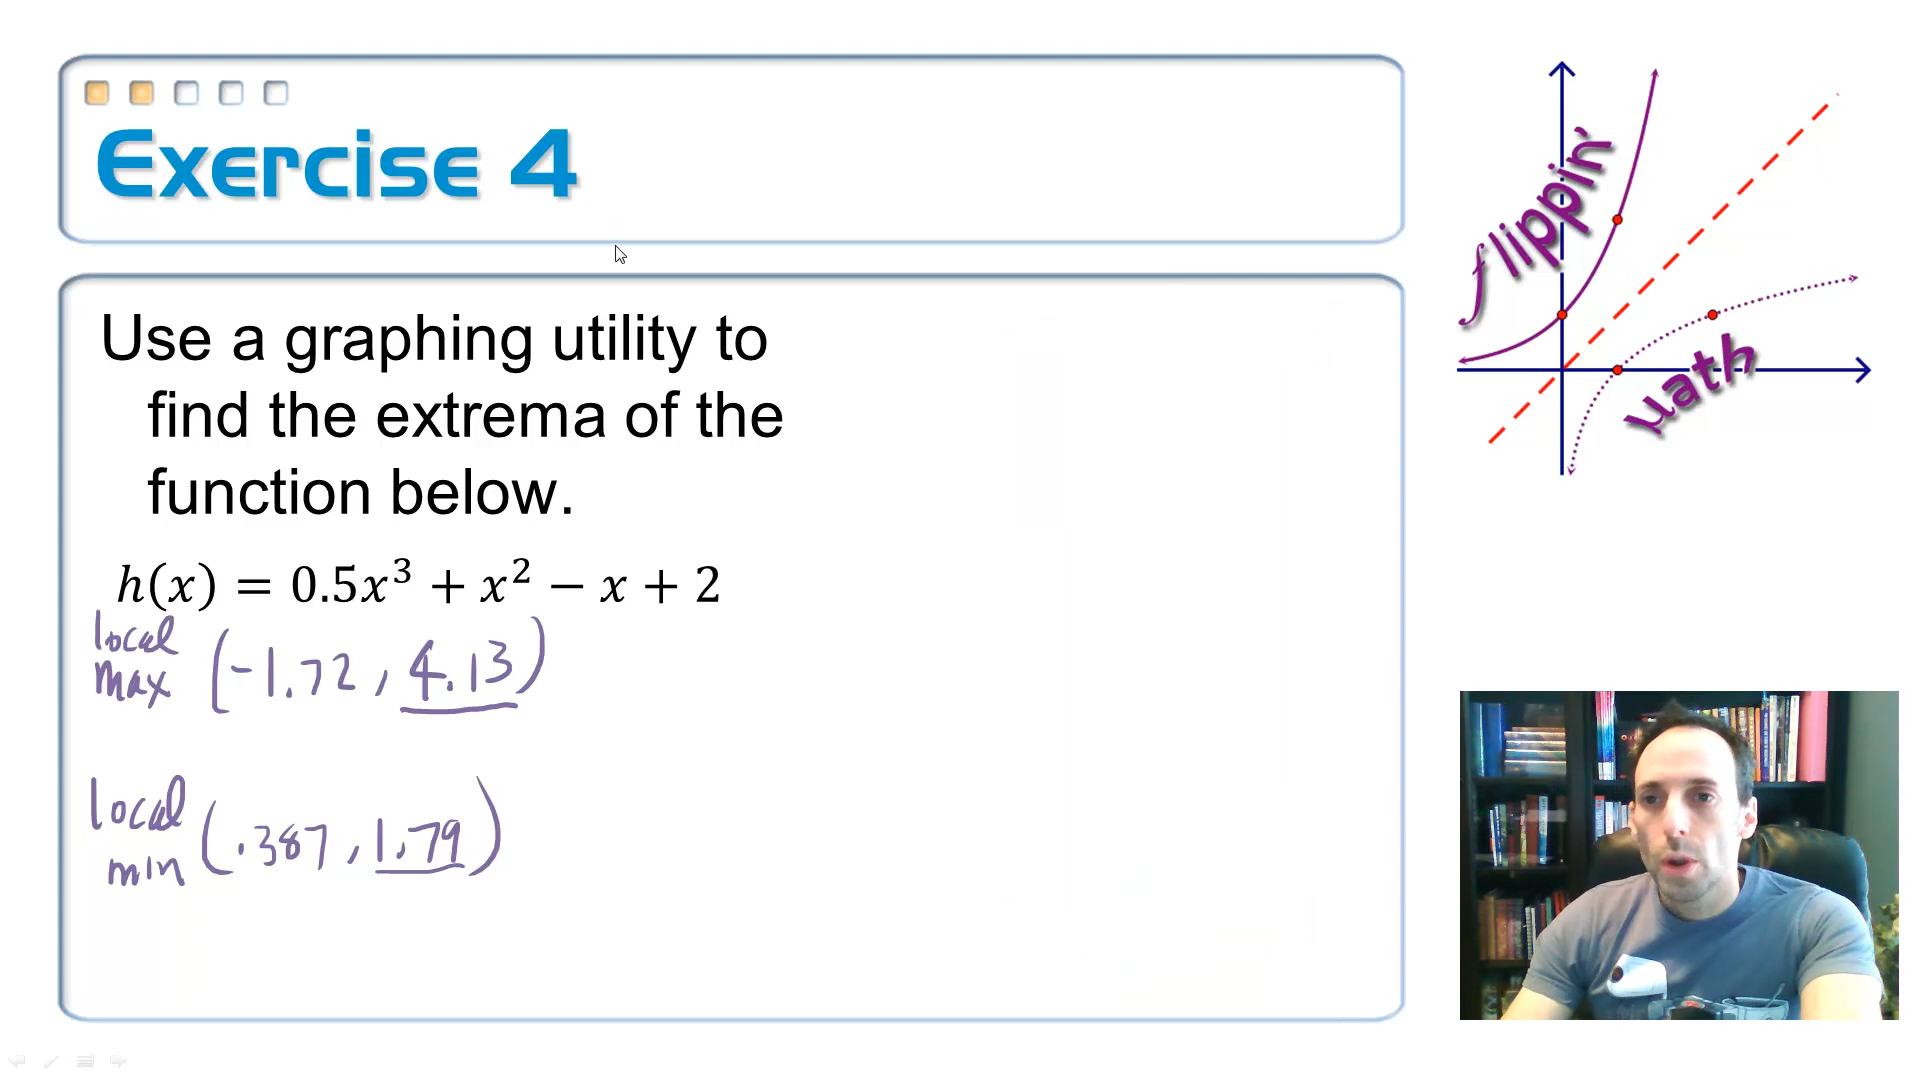 Exercise 4
Use a graphing utility to
find the extrema of the
function below.
h(x) = 0.5x³ + x² − x + 2
local
max (-1.72, 4.13)
local
min (.387, 1.79)
flippin'
math